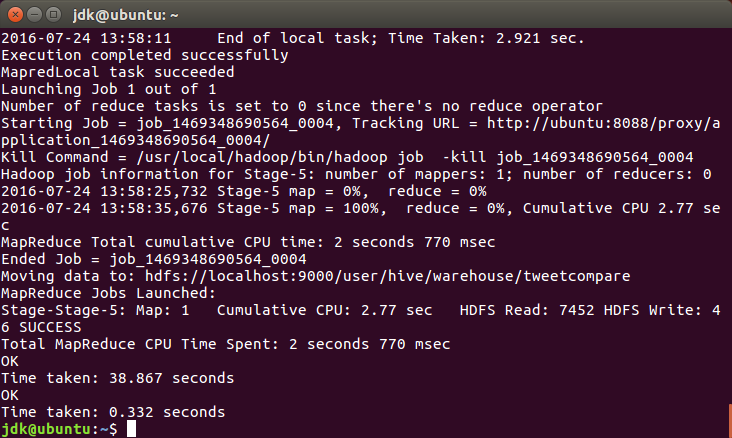 jdk@ubuntu: ~
2016-07-24 13:58:11     End of local task; Time Taken: 2.921 sec.
Execution completed successfully
MapredLocal task succeeded
Launching Job 1 out of 1
Number of reduce tasks is set to 0 since there's no reduce operator
Starting Job = job_1469348690564_0004, Tracking URL = http://ubuntu:8088/proxy/a
pplication_1469348690564_0004/
Kill Command = /usr/local/hadoop/bin/hadoop job  -kill job_1469348690564_0004
Hadoop job information for Stage-5: number of mappers: 1; number of reducers: 0
2016-07-24 13:58:25,732 Stage-5 map = 0%,  reduce = 0%
2016-07-24 13:58:35,676 Stage-5 map = 100%,  reduce = 0%, Cumulative CPU 2.77 se
c
MapReduce Total cumulative CPU time: 2 seconds 770 msec
Ended Job = job_1469348690564_0004
Moving data to: hdfs://localhost:9000/user/hive/warehouse/tweetcompare
MapReduce Jobs Launched:
Stage-Stage-5: Map: 1   Cumulative CPU: 2.77 sec   HDFS Read: 7452 HDFS Write: 4
6 SUCCESS
Total MapReduce CPU Time Spent: 2 seconds 770 msec
OK
Time taken: 38.867 seconds
OK
Time taken: 0.332 seconds
jdk@ubuntu:~$